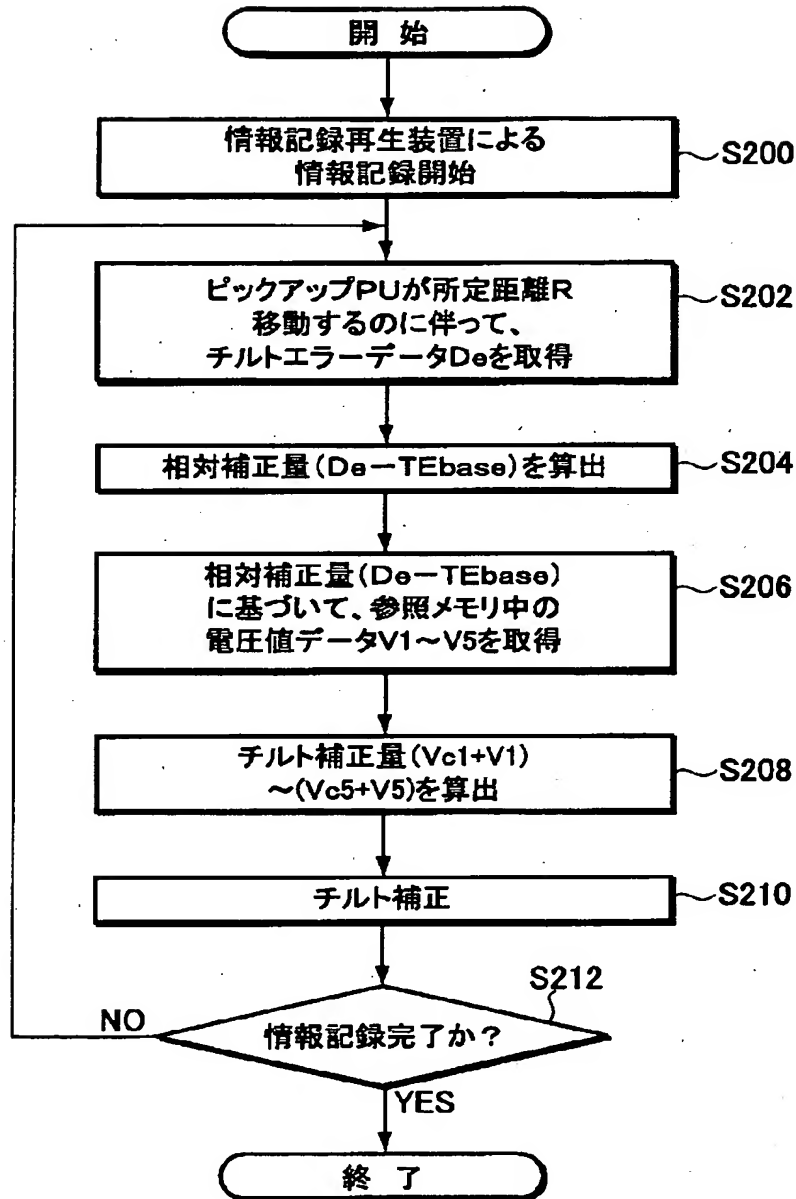 開 始
情報記録再生装置による
情報記録開始
S200
ピックアップPUが所定距離R
移動するのに伴って、
チルトエラーデータDeを取得
S202
相対補正量(De-TEbase)を算出
S204
相対補正量(De-TEbase)
に基づいて、参照メモリ中の
電圧値データV1~V5を取得
S206
チルト補正量(Vc1+V1)
~(Vc5+V5)を算出
S208
チルト補正
S210
S212
情報記録完了か?
NO
YES
終 了